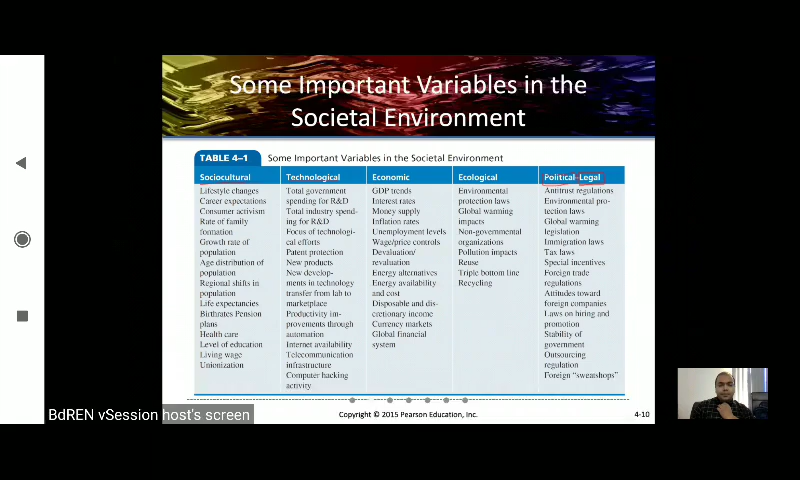 Some Important Variables in the
Societal Environment
TABLE 4–1 Some Important Variables in the Societal Environment
Sociocultural
Lifestyle changes
Career expectations
Consumer activism
Rate of family
formation
Growth rate of
population
Age distribution of
population
Regional shifts in
population
Life expectancies
Birthrates Pension
plans
Health care
Level of education
Living wage
Unionization
Technological
Total government
spending for R&D
Total industry spend-
ing for R&D
Focus of technologi-
cal efforts
Patent protection
New products
New develop-
ments in technology
transfer from lab to
marketplace
Productivity im-
provements through
automation
Internet availability
Telecommunication
infrastructure
Computer hacking
activity
Economic
GDP trends
Interest rates
Money supply
Inflation rates
Unemployment levels
Wage/price controls
Devaluation/
revaluation
Energy alternatives
Energy availability
and cost
Disposable and dis-
cretionary income
Currency markets
Global financial
system
Ecological
Environmental
protection laws
Global warming
impacts
Non-governmental
organizations
Pollution impacts
Reuse
Triple bottom line
Recycling
Political-Legal
Antitrust regulations
Environmental pro-
tection laws
Global warming
legislation
Immigration laws
Tax laws
Special incentives
Foreign trade
regulations
Attitudes toward
foreign companies
Laws on hiring and
promotion
Stability of
government
Outsourcing
regulation
Foreign “sweatshops”
BdREN vSession host's screen
Copyright © 2015 Pearson Education, Inc.
4-10